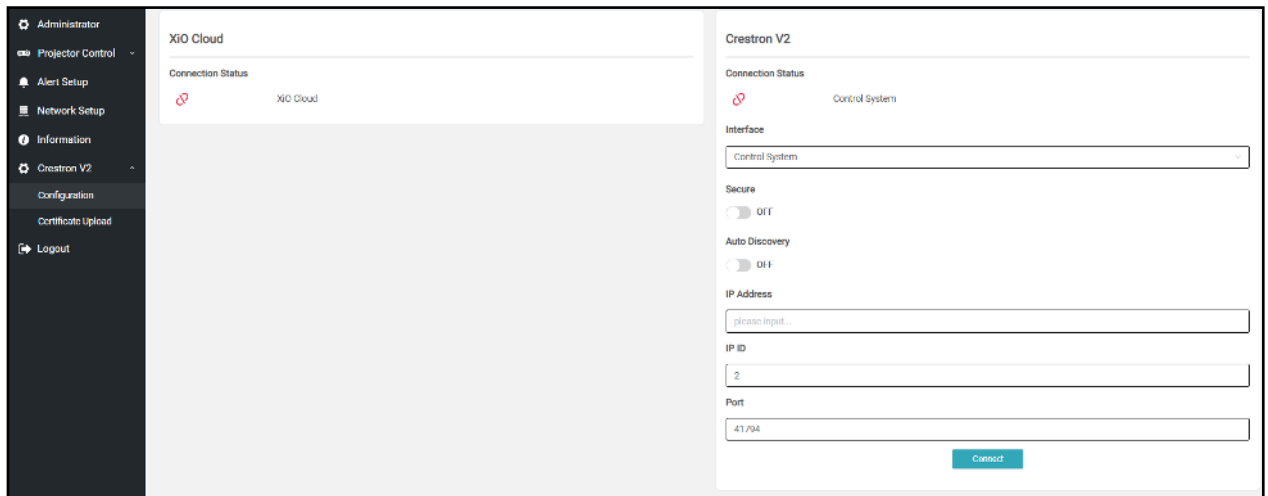 Administrator
Projector Control
Alert Setup
Network Setup
Information
Crestron V2
Configuration
Certificate Upload
Logout
XiO Cloud
Connection Status
XiO Cloud
Crestron V2
Connection Status
Control System
Interface
Control System
Secure
OFF
Auto Discovery
OFF
IP Address
please input...
IP ID
2
Port
41794
Connect